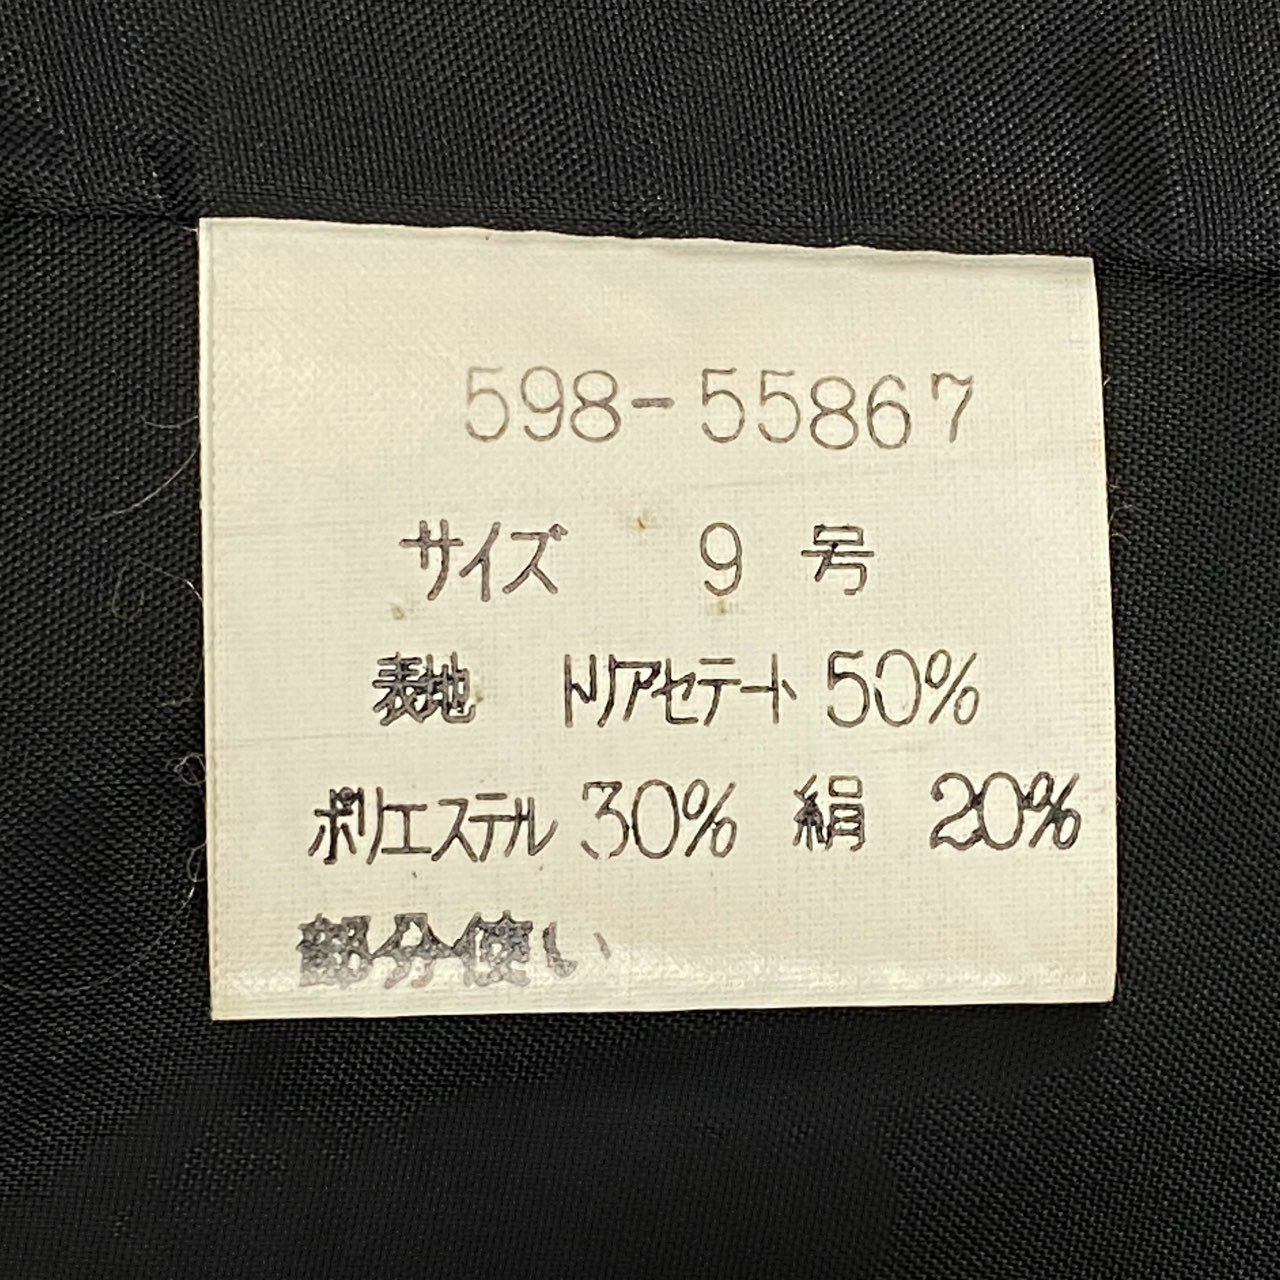 598-55867
サイズ 9 号
表地 トリアセテート 50%
ポリエステル 30% 絹 20%
部分使い